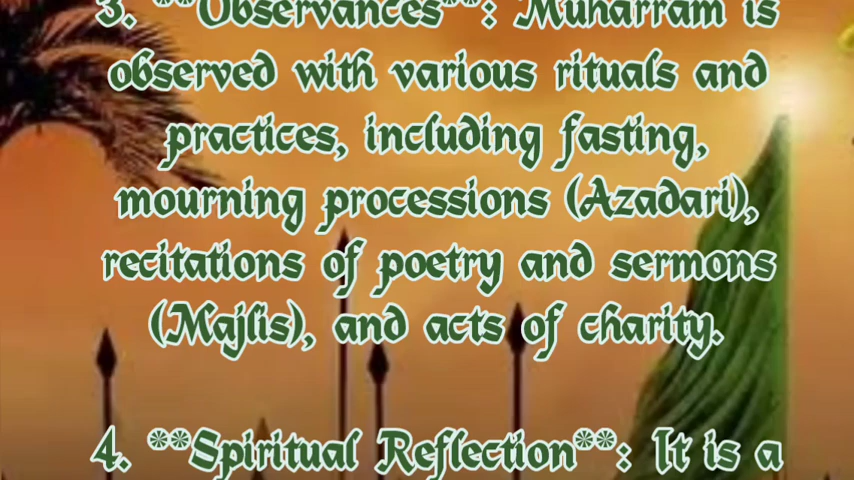 3. **Observances**: Muharram is
observed with various rituals and
practices, including fasting,
mourning processions (Azadari),
recitations of poetry and sermons
(Majlis), and acts of charity.
4. **Spiritual Reflection**: It is a